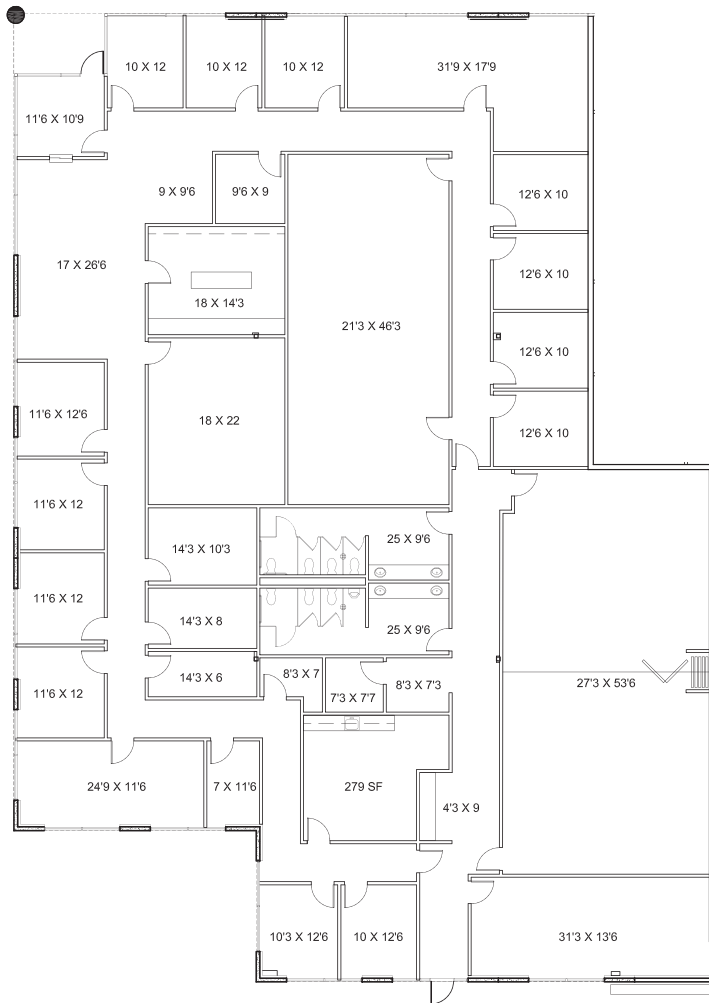 10 X 12
10 X 12
10 X 12
31'9 X 17'9
11'6 X 10'9
9 X 9'6
9'6 X 9
12'6 X 10
17 X 26'6
12'6 X 10
18 X 14'3
21'3 X 46'3
12'6 X 10
11'6 X 12'6
18 X 22
12'6 X 10
11'6 X 12
14'3 X 10'3
25 X 9'6
11'6 X 12
14'3 X 8
25 X 9'6
11'6 X 12
14'3 X 6
8'3 X 7
7'3 X 7'7
8'3 X 7'3
27'3 X 53'6
24'9 X 11'6
7 X 11'6
279 SF
4'3 X 9
10'3 X 12'6
10 X 12'6
31'3 X 13'6